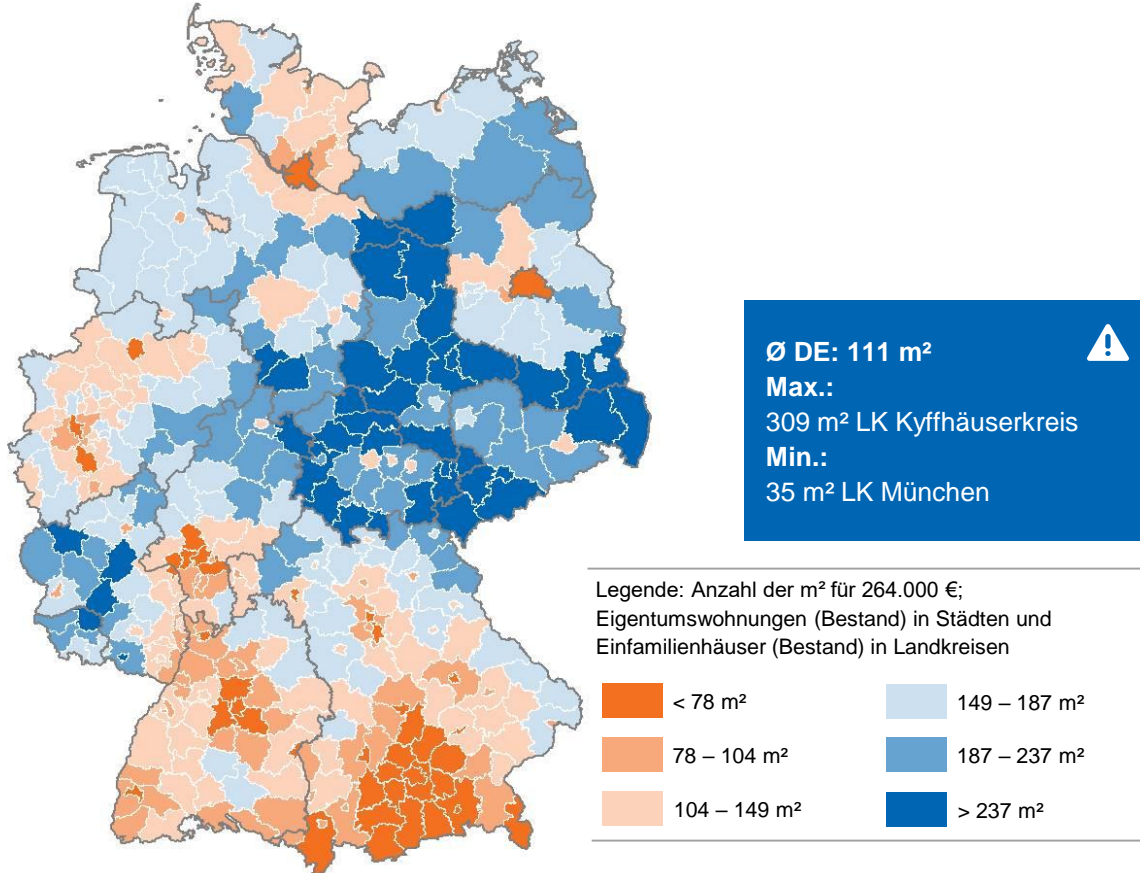 Ø DE: 111 m²
Max.:
309 m² LK Kyffhäuserkreis
Min.:
35 m² LK München
Legende: Anzahl der m² für 264.000 €;
Eigentumswohnungen (Bestand) in Städten und
Einfamilienhäuser (Bestand) in Landkreisen
< 78 m²
149 – 187 m²
78 – 104 m²
187 – 237 m²
104 – 149 m²
> 237 m²